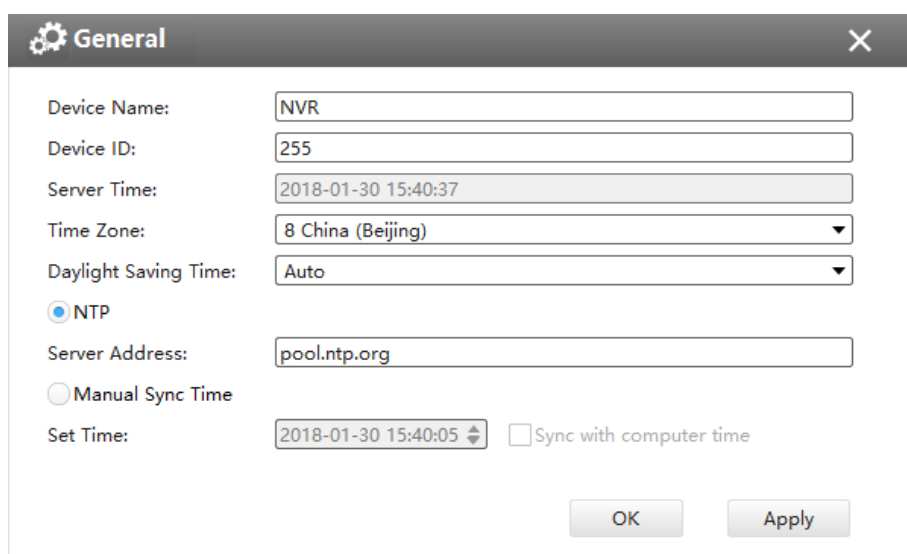 General
Device Name: NVR
Device ID: 255
Server Time: 2018-01-30 15:40:37
Time Zone: 8 China (Beijing)
Daylight Saving Time: Auto
NTP
Server Address: pool.ntp.org
Manual Sync Time
Set Time: 2018-01-30 15:40:05 Sync with computer time
OK Apply